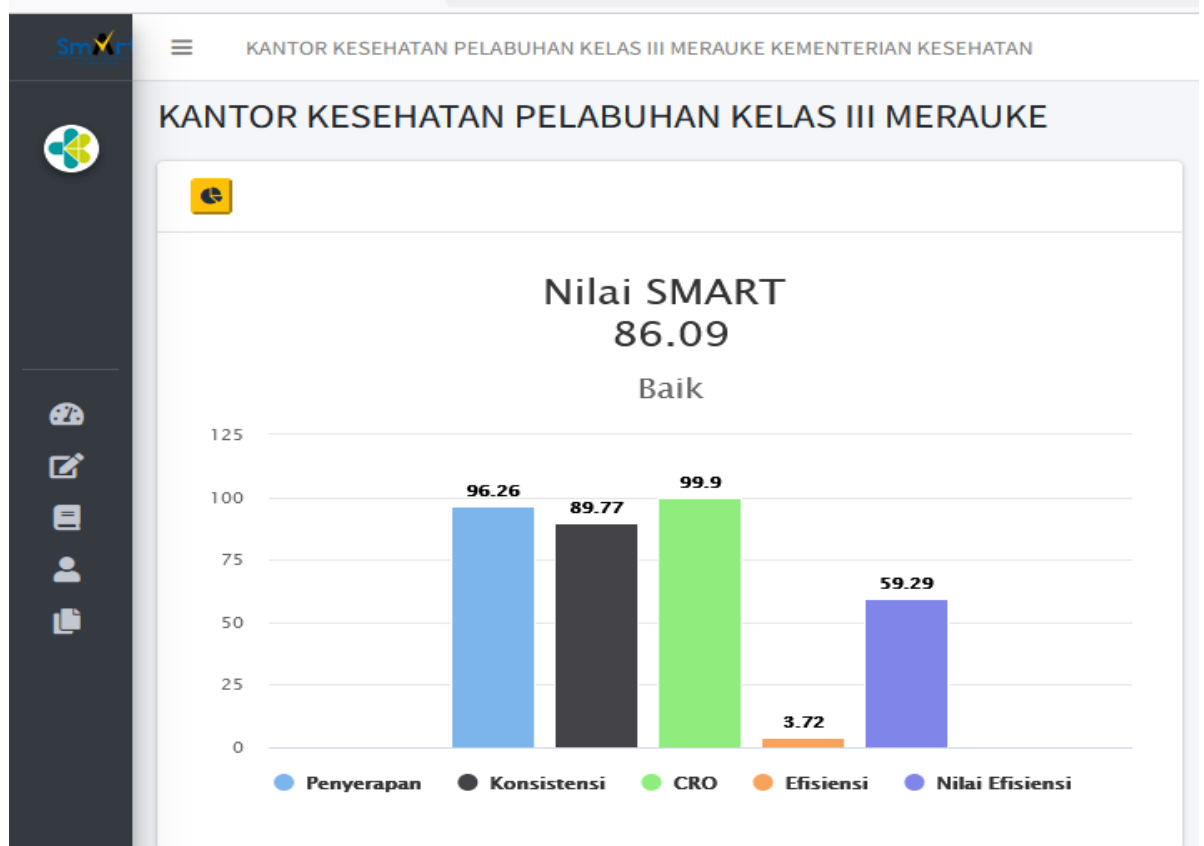 Smart
KANTOR KESEHATAN PELABUHAN KELAS III MERAUKE KEMENTERIAN KESEHATAN
KANTOR KESEHATAN PELABUHAN KELAS III MERAUKE
Nilai SMART
86.09
Baik
125
100
75
50
25
0
96.26
89.77
99.9
3.72
59.29
Penyerapan Konsistensi CRO Efisiensi Nilai Efisiensi